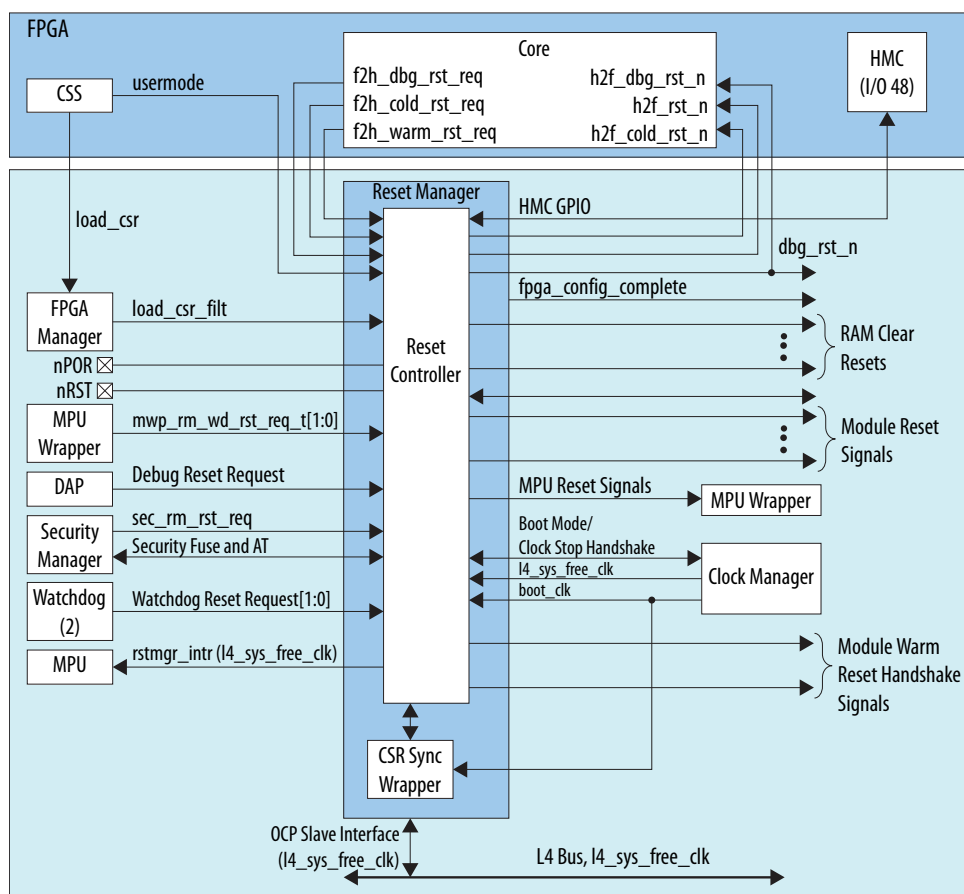 FPGA
Core
HMC
(I/O 48)
CSS
usermode
f2h_dbg_rst_req
f2h_cold_rst_req
f2h_warm_rst_req
h2f_dbg_rst_n
h2f_rst_n
h2f_cold_rst_n
load_csr
Reset Manager
HMC GPIO
dbg_rst_n
fpga_config_complete
FPGA
Manager
load_csr_filt
Reset
Controller
RAM Clear
Resets
nPOR
nRST
MPU
Wrapper
mwp_rm_wd_rst_req_t[1:0]
Module Reset
Signals
DAP
Debug Reset Request
MPU Reset Signals
MPU Wrapper
Security
Manager
sec_rm_rst_req
Security Fuse and AT
Boot Mode/
Clock Stop Handshake
l4_sys_free_clk
boot_clk
Clock Manager
Watchdog
(2)
Watchdog Reset Request[1:0]
MPU
rstmgr_intr (l4_sys_free_clk)
Module Warm
Reset Handshake
Signals
CSR Sync
Wrapper
OCP Slave Interface
(l4_sys_free_clk)
L4 Bus, l4_sys_free_clk